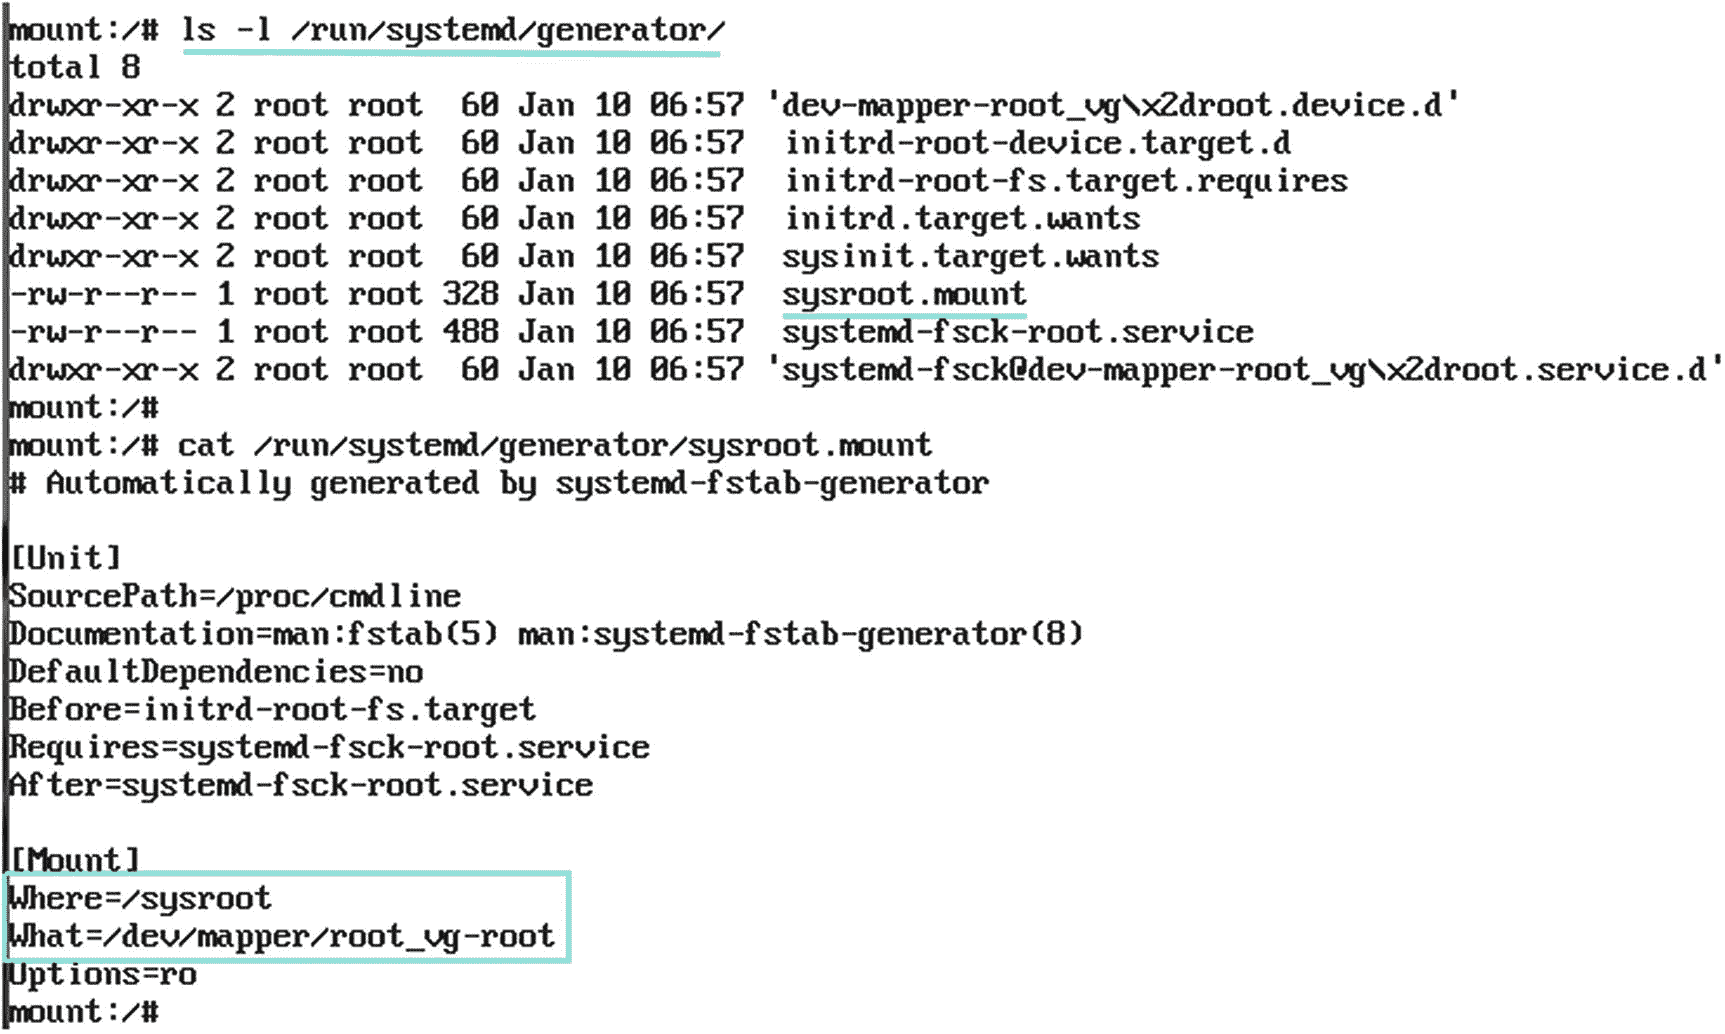 mount:/# ls -l /run/systemd/generator/
total 8
drwxr-xr-x 2 root root  60 Jan 10 06:57 'dev-mapper-root_vg\x2droot.device.d'
drwxr-xr-x 2 root root  60 Jan 10 06:57  initrd-root-device.target.d
drwxr-xr-x 2 root root  60 Jan 10 06:57  initrd-root-fs.target.requires
drwxr-xr-x 2 root root  60 Jan 10 06:57  initrd.target.wants
drwxr-xr-x 2 root root  60 Jan 10 06:57  sysinit.target.wants
-rw-r--r-- 1 root root 328 Jan 10 06:57  sysroot.mount
-rw-r--r-- 1 root root 488 Jan 10 06:57  systemd-fsck-root.service
drwxr-xr-x 2 root root  60 Jan 10 06:57 'systemd-fsck@dev-mapper-root_vg\x2droot.service.d'
mount:/#
mount:/# cat /run/systemd/generator/sysroot.mount
# Automatically generated by systemd-fstab-generator
[Unit]
SourcePath=/proc/cmdline
Documentation=man:fstab(5) man:systemd-fstab-generator(8)
DefaultDependencies=no
Before=initrd-root-fs.target
Requires=systemd-fsck-root.service
After=systemd-fsck-root.service
[Mount]
Where=/sysroot
What=/dev/mapper/root_vg-root
Options=ro
mount:/#